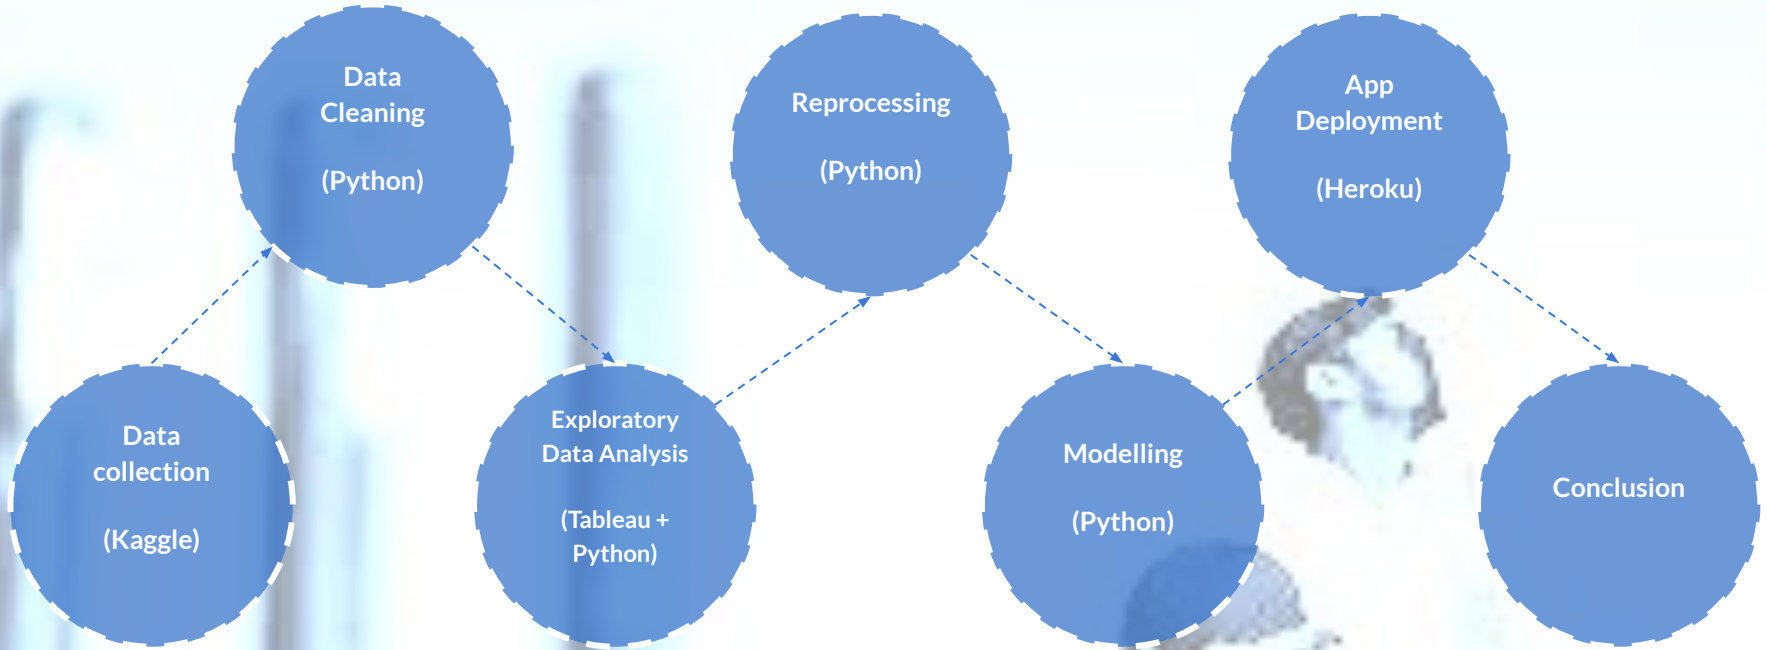 Data
collection
(Kaggle)
Data
Cleaning
(Python)
Exploratory
Data Analysis
(Tableau +
Python)
Reprocessing
(Python)
Modelling
(Python)
App
Deployment
(Heroku)
Conclusion